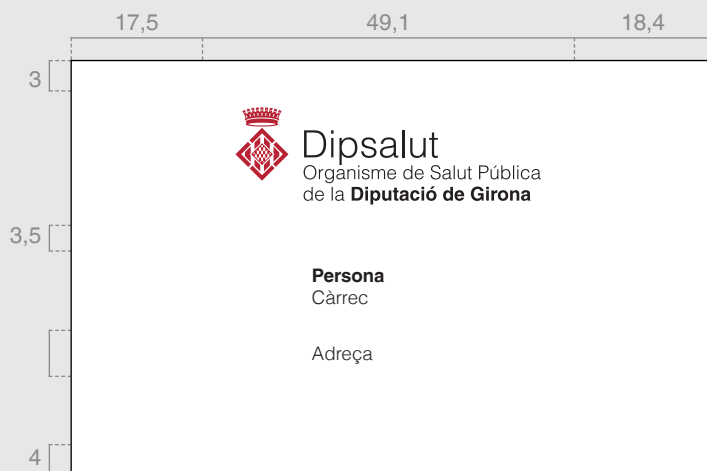 17,5 49,1 18,4
3
Dipsalut
Organisme de Salut Pública
de la Diputació de Girona
3,5
Persona
Càrrec
Adreça
4